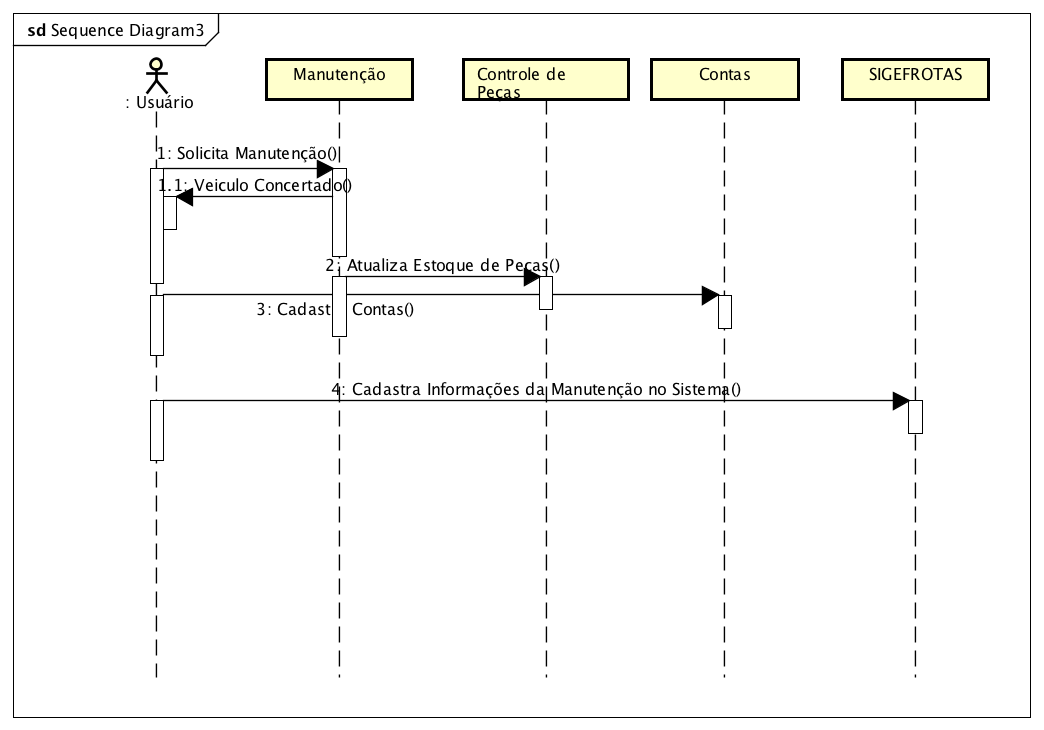 sd Sequence Diagram3
: Usuário
Manutenção
Controle de
Peças
Contas
SIGEFROTAS
1: Solicita Manutenção()
1.1: Veiculo Concertado()
2: Atualiza Estoque de Peças()
3: Cadast Contas()
4: Cadastra Informações da Manutenção no Sistema()